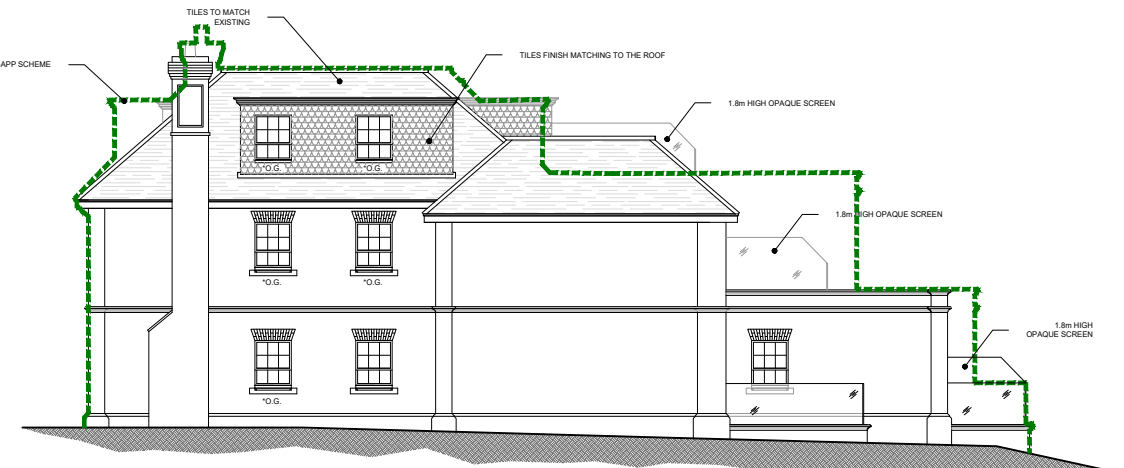 TILES TO MATCH
EXISTING
TILES FINISH MATCHING TO THE ROOF
APP SCHEME
1.8m HIGH OPAQUE SCREEN
*O.G. *O.G.
1.8m HIGH OPAQUE SCREEN
*O.G. *O.G.
1.8m HIGH
OPAQUE SCREEN
*O.G.